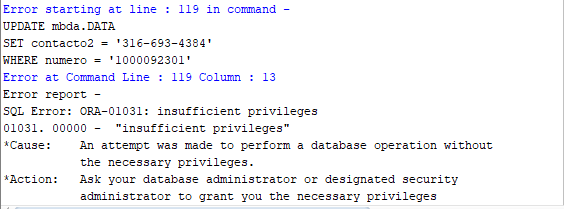 Error starting at line : 119 in command -
UPDATE mbda.DATA
SET contacto2 = '316-693-4384'
WHERE numero = '1000092301'
Error at Command Line : 119 Column : 13
Error report -
SQL Error: ORA-01031: insufficient privileges
01031. 00000 -  "insufficient privileges"
*Cause:    An attempt was made to perform a database operation without
           the necessary privileges.
*Action:   Ask your database administrator or designated security
           administrator to grant you the necessary privileges